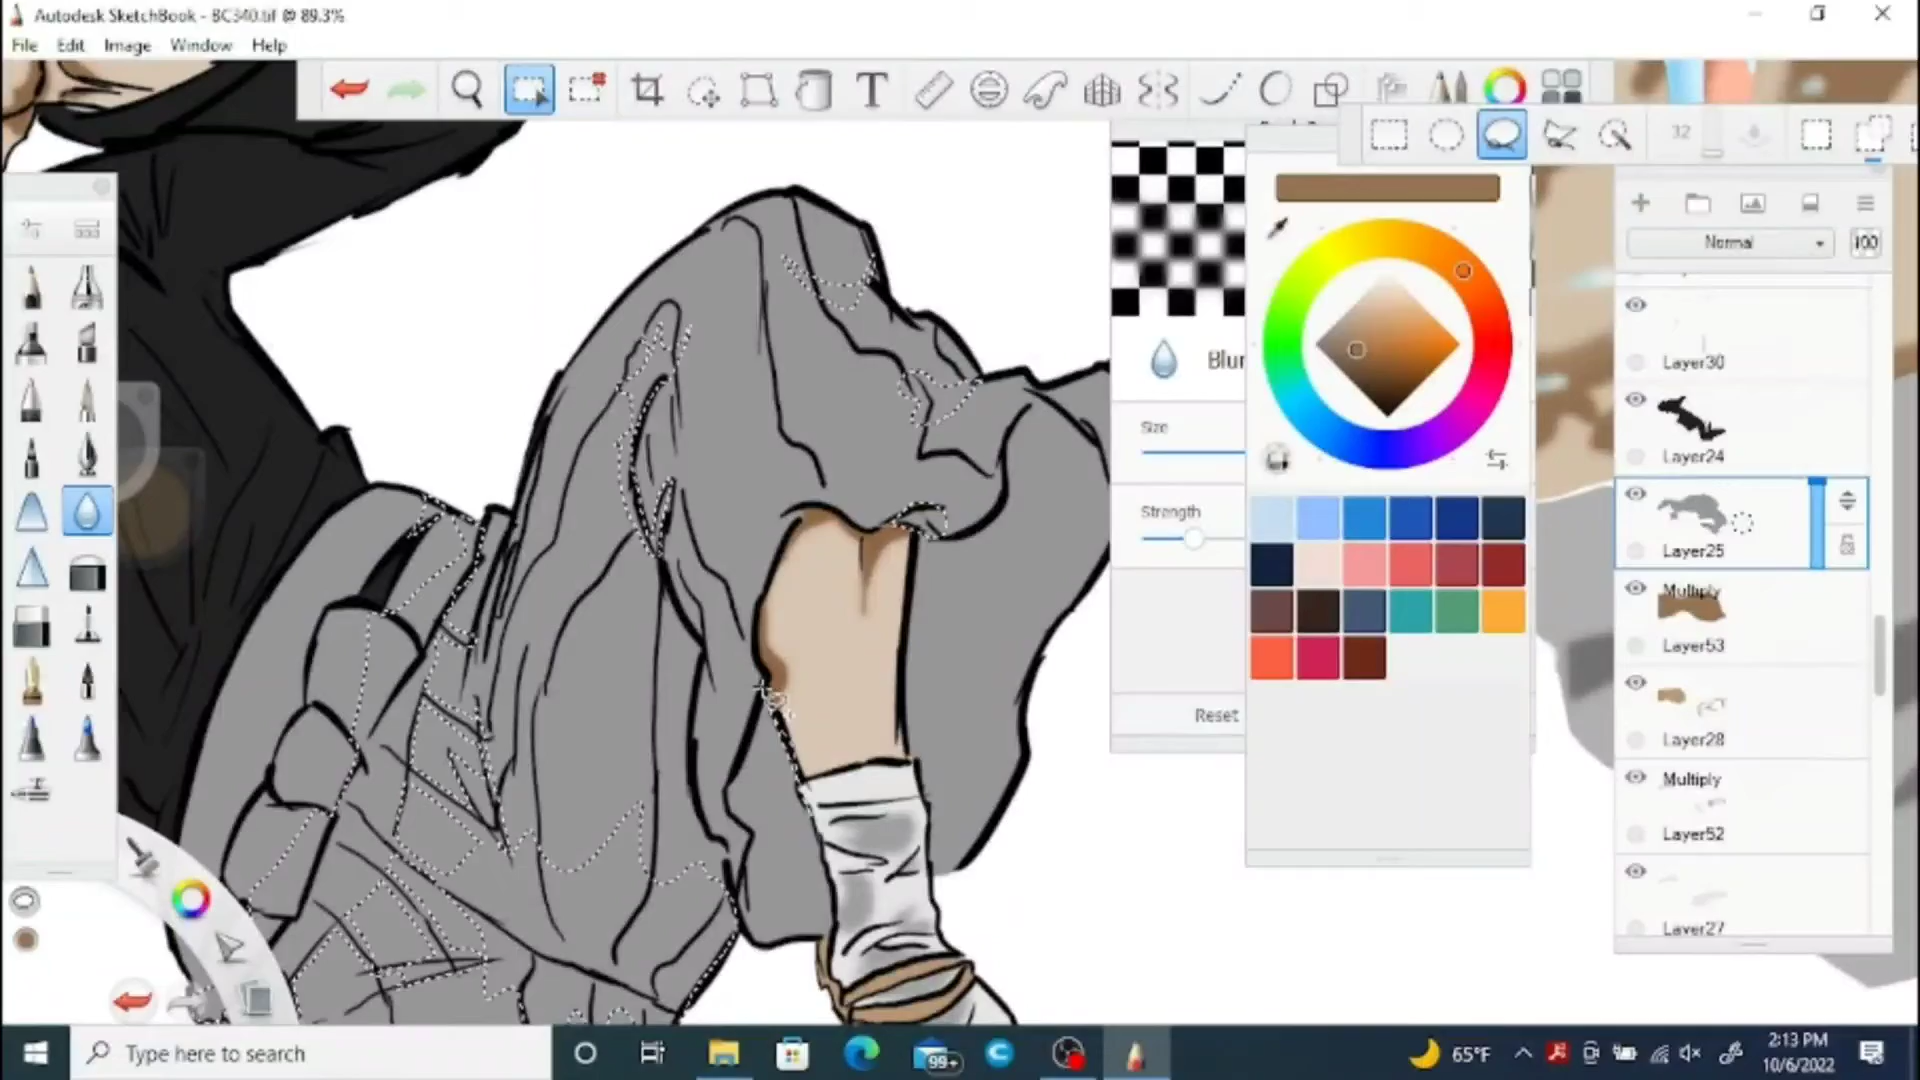 Autodesk SketchBook - BC340.tif @ 89.3%
File Edit Image Window Help
T
32
Normal
100
Layer30
Layer24
Layer25
Multiply
Layer53
Layer28
Multiply
Layer52
Layer27
Blur
Size
Strength
Reset
Type here to search
99+
65°F
2:13 PM
10/6/2022